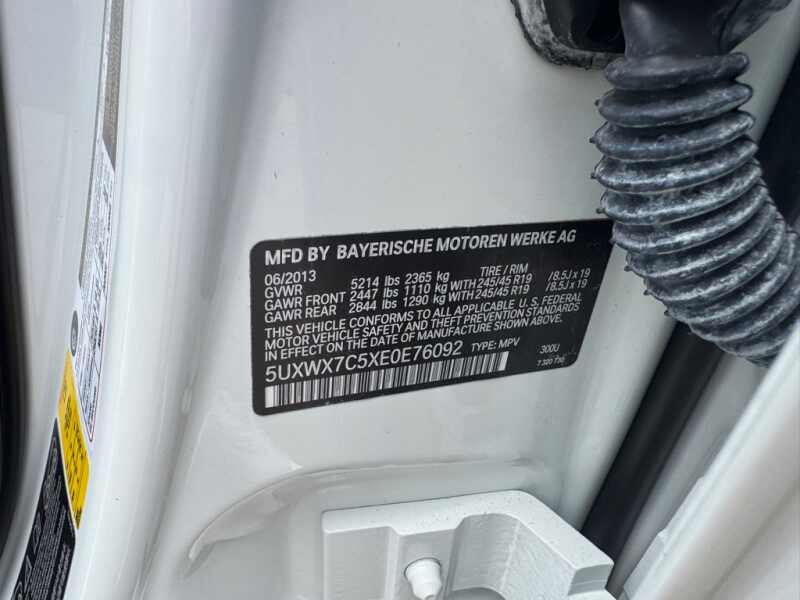 MFD BY BAYERISCHE MOTOREN WERKE AG
06/2013 TIRE / RIM
GVWR 5214 lbs 2365 kg
GAWR FRONT 2447 lbs 1110 kg WITH 245/45 R19 /8.5J x 19
GAWR REAR 2844 lbs 1290 kg WITH 245/45 R19 /8.5J x 19
THIS VEHICLE CONFORMS TO ALL APPLICABLE U.S. FEDERAL
MOTOR VEHICLE SAFETY AND THEFT PREVENTION STANDARDS
IN EFFECT ON THE DATE OF MANUFACTURE SHOWN ABOVE.
5UXWX7C5XE0E76092 TYPE: MPV 300U